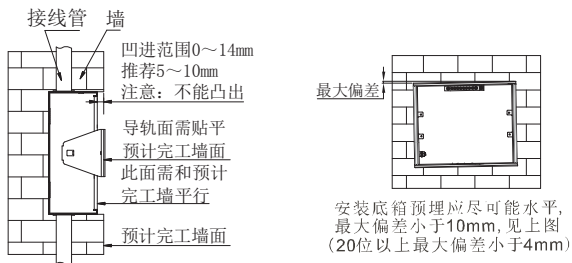 接线管 墙
凹进范围0～14mm
推荐5～10mm
注意：不能凸出
导轨面需贴平
预计完工墙面
此面需和预计
完工墙平行
预计完工墙面
最大偏差
安装底箱预埋应尽可能水平,
最大偏差小于10mm,见上图
(20位以上最大偏差小于4mm)